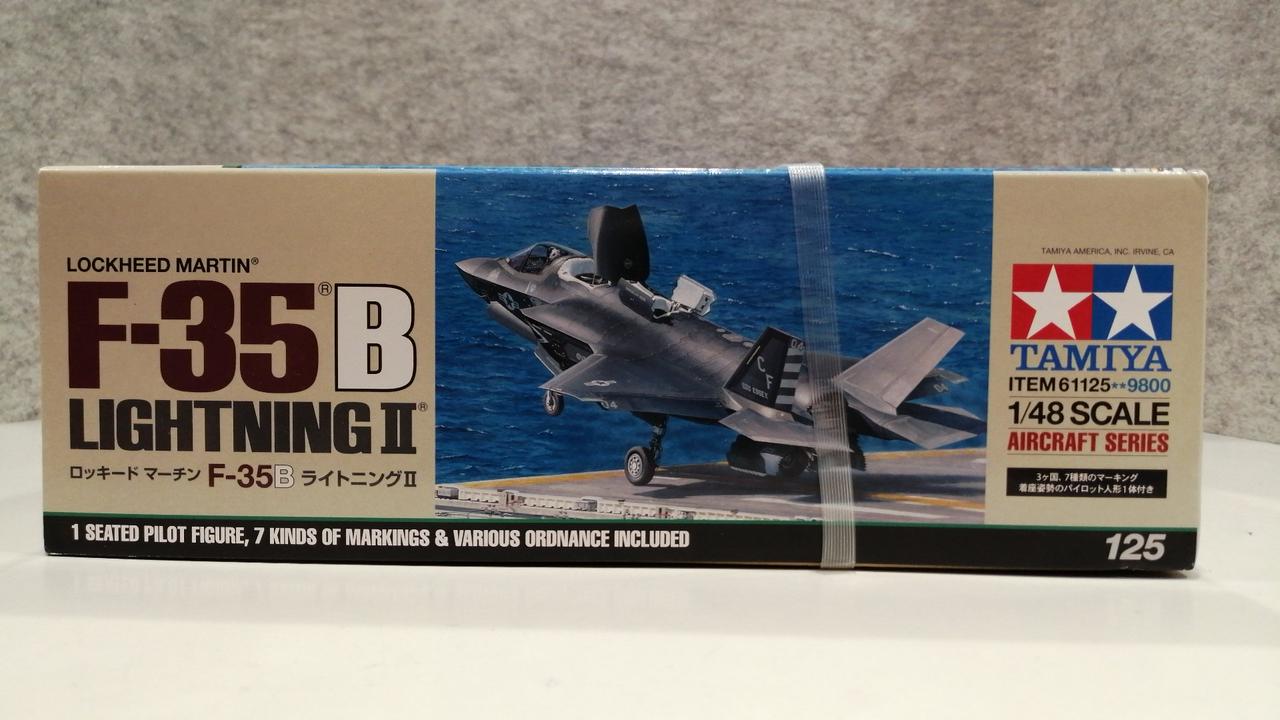 LOCKHEED MARTIN®
F-35®B
LIGHTNING II®
ロッキード マーチン F-35B ライトニングII
1 SEATED PILOT FIGURE, 7 KINDS OF MARKINGS & VARIOUS ORDNANCE INCLUDED
04
CF
04
TAMIYA AMERICA, INC. IRVINE, CA
TAMIYA
ITEM 61125**9800
1/48 SCALE
AIRCRAFT SERIES
3ヶ国、7種類のマーキング
着座姿勢のパイロット人形1体付き
125